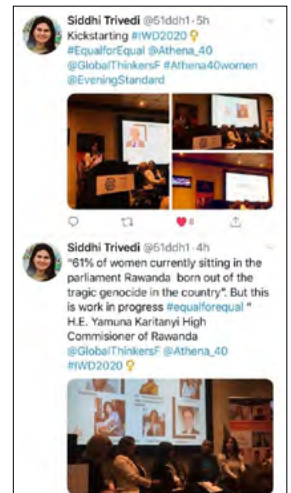 Siddhi Trivedi @51ddh1 · 5h
Kickstarting #IWD2020
#EqualforEqual @Athena_40
@GlobalThinkersF #Athena40women
@EveningStandard
8
Siddhi Trivedi @51ddh1 · 4h
"61% of women currently sitting in the
parliament Rawanda born out of the
tragic genocide in the country". But this
is work in progress #equalforequal "
H.E. Yamuna Karitanyi High
Commisioner of Rawanda
@GlobalThinkersF @Athena_40
#IWD2020